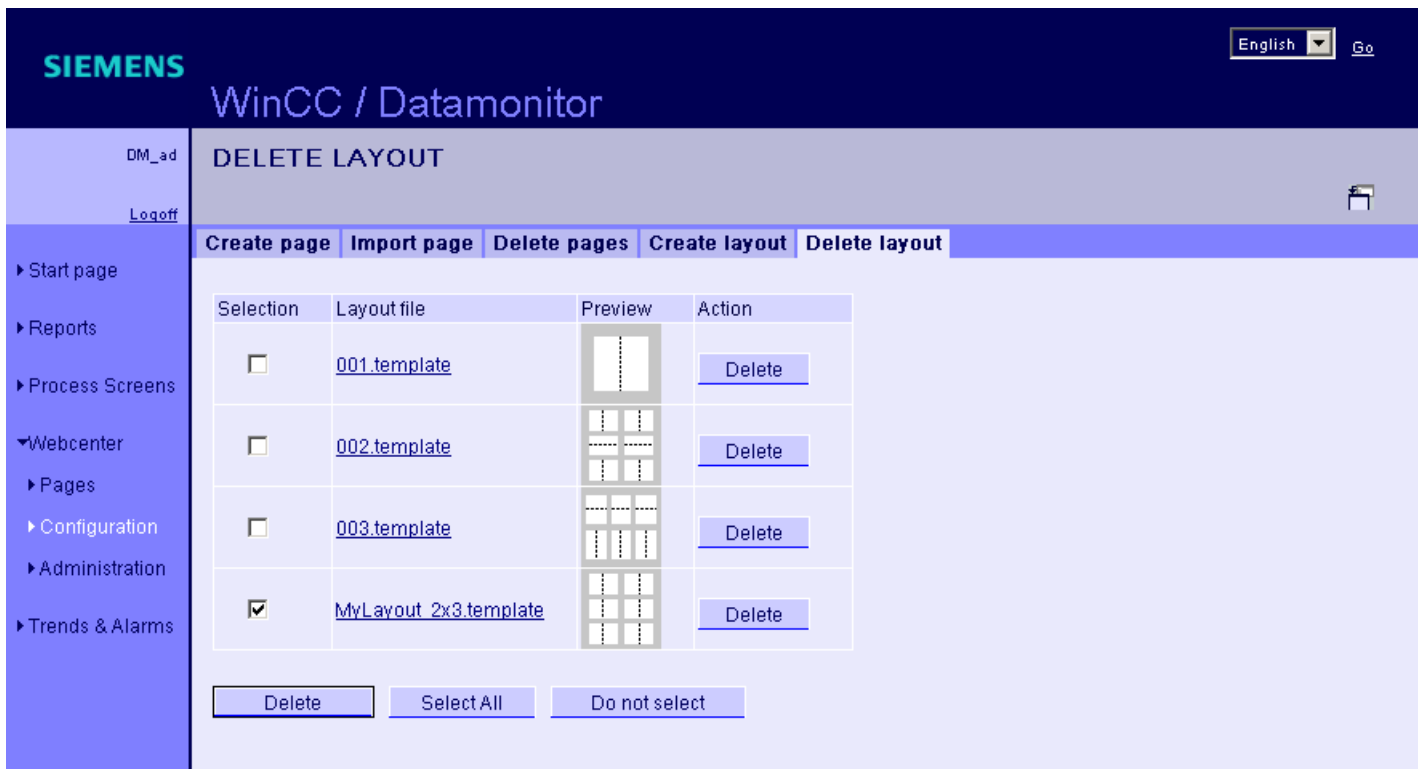 English Go
SIEMENS
WinCC / Datamonitor
DM_ad
DELETE LAYOUT
Logoff
Create page Import page Delete pages Create layout Delete layout
Start page
Reports
Process Screens
Webcenter
Pages
Configuration
Administration
Trends & Alarms
Selection Layout file Preview Action
001.template Delete
002.template Delete
003.template Delete
MyLayout_2x3.template Delete
Delete Select All Do not select